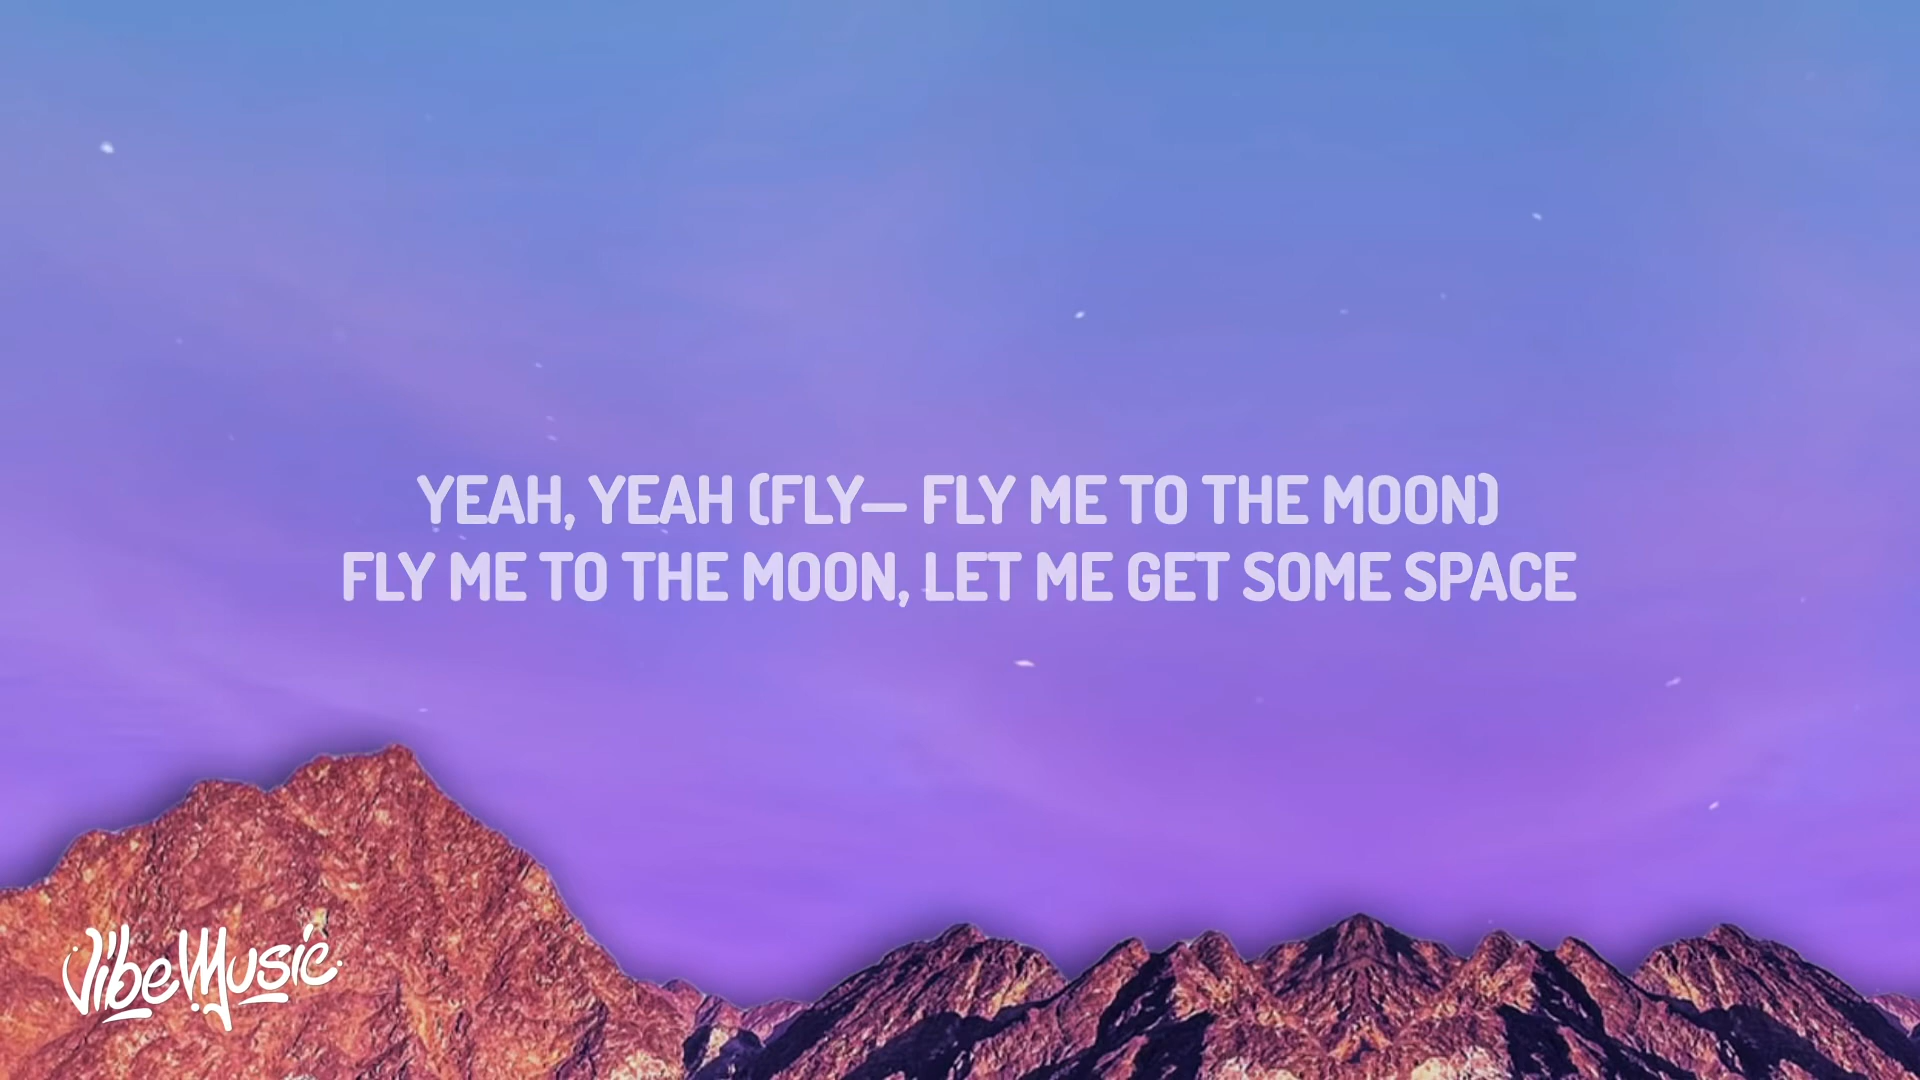 YEAH, YEAH (FLY— FLY ME TO THE MOON)
FLY ME TO THE MOON, LET ME GET SOME SPACE
VibeMusic